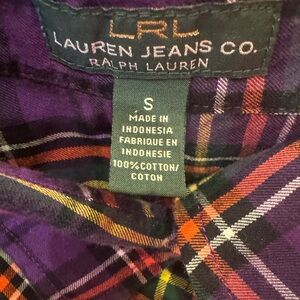 LRL
LAUREN JEANS CO.
RALPH LAUREN
S
MADE IN
INDONESIA
FABRIQUE EN
INDONESIE
100%COTTON/
COTON